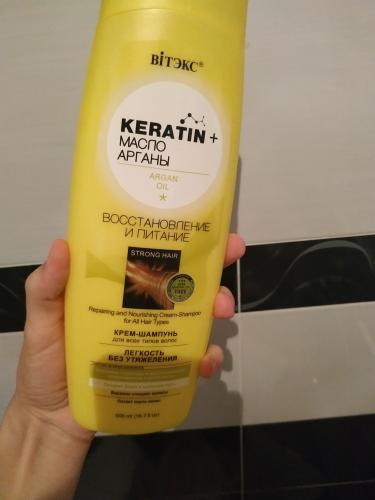 ВіТЭКС®
KERATIN +
МАСЛО
АРГАНЫ
ARGAN
OIL
ВОССТАНОВЛЕНИЕ
И ПИТАНИЕ
STRONG HAIR
Repairing and Nourishing Cream-Shampoo
for All Hair Types
КРЕМ-ШАМПУНЬ
для всех типов волос
ЛЕГКОСТЬ
БЕЗ УТЯЖЕЛЕНИЯ